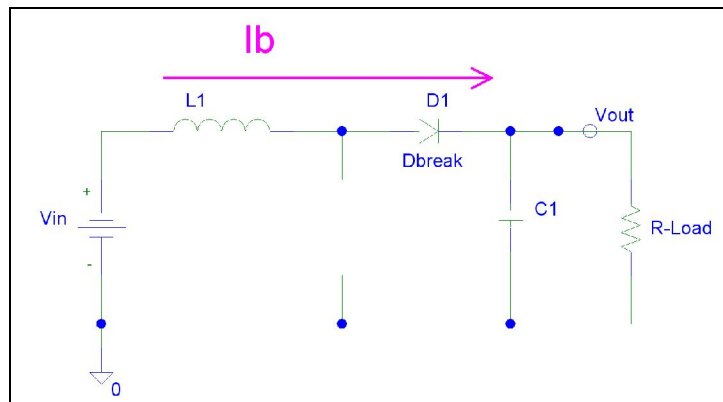 Ib
L1
D1
Vout
Dbreak
+
Vin
C1
R-Load
-
0